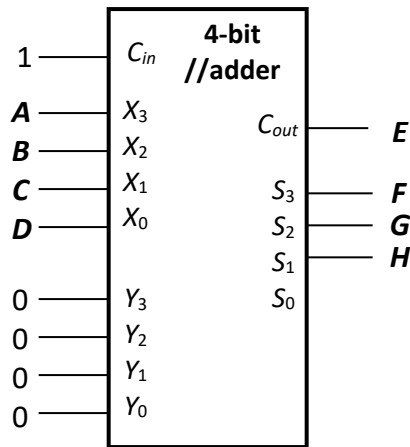 4-bit
1 Cin //adder
A X3
Cout E
B X2
C X1
S3 F
D X0
S2 G
S1 H
0 Y3 S0
0 Y2
0 Y1
0 Y0